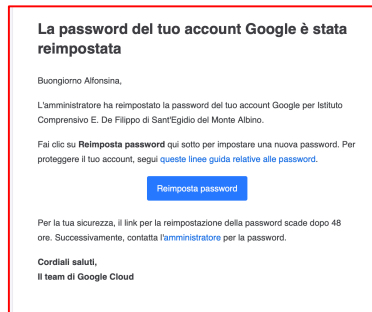 La password del tuo account Google è stata
reimpostata
Buongiorno Alfonsina,
L'amministratore ha reimpostato la password del tuo account Google per Istituto
Comprensivo E. De Filippo di Sant'Egidio del Monte Albino.
Fai clic su Reimposta password qui sotto per impostare una nuova password. Per
proteggere il tuo account, segui queste linee guida relative alle password.
Reimposta password
Per la tua sicurezza, il link per la reimpostazione della password scade dopo 48
ore. Successivamente, contatta l'amministratore per la password.
Cordiali saluti,
Il team di Google Cloud